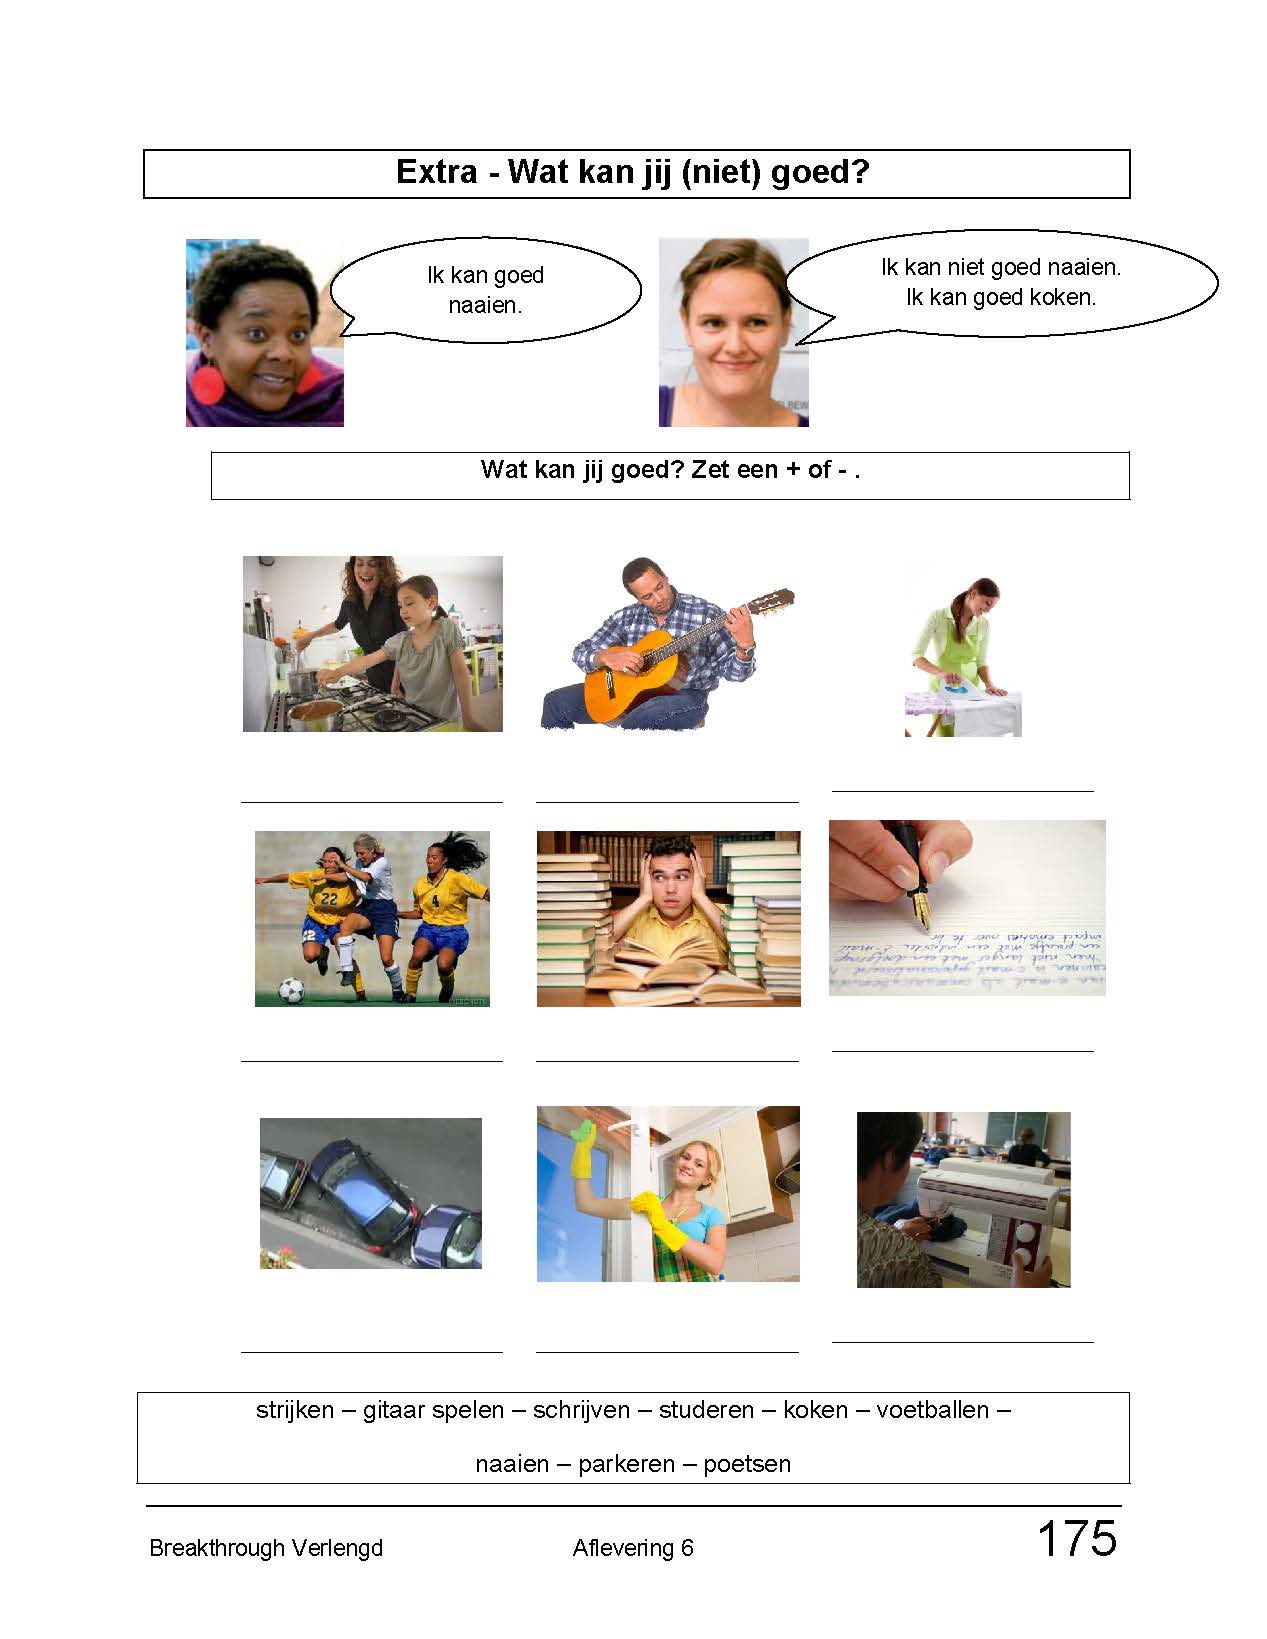 Extra - Wat kan jij (niet) goed?
Ik kan goed
naaien.
Ik kan niet goed naaien.
Ik kan goed koken.
Wat kan jij goed? Zet een + of - .
22
4
strijken – gitaar spelen – schrijven – studeren – koken – voetballen –
naaien – parkeren – poetsen
Breakthrough Verlengd
Aflevering 6
175